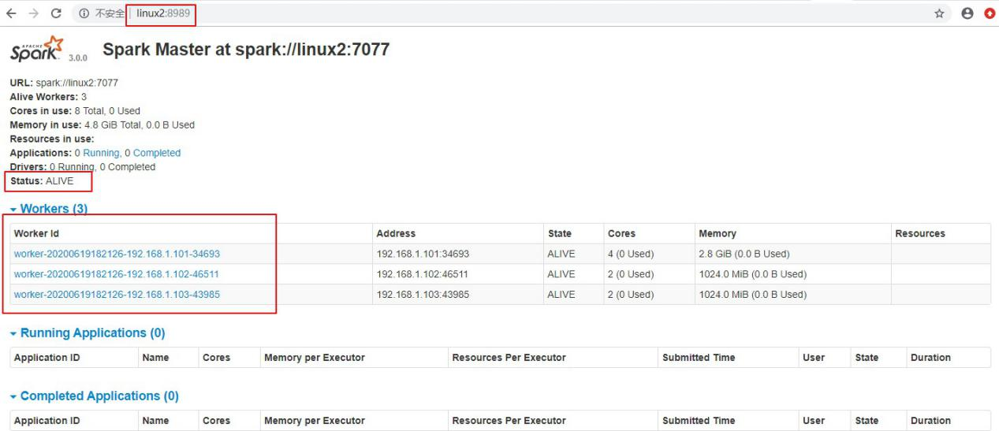 不安全 linux2:8989
APACHE Spark 3.0.0 Spark Master at spark://linux2:7077
URL: spark://linux2:7077
Alive Workers: 3
Cores in use: 8 Total, 0 Used
Memory in use: 4.8 GiB Total, 0.0 B Used
Resources in use:
Applications: 0 Running, 0 Completed
Drivers: 0 Running, 0 Completed
Status: ALIVE
Workers (3)
Worker Id Address State Cores Memory Resources
worker-20200619182126-192.168.1.101-34693 192.168.1.101:34693 ALIVE 4 (0 Used) 2.8 GiB (0.0 B Used)
worker-20200619182126-192.168.1.102-46511 192.168.1.102:46511 ALIVE 2 (0 Used) 1024.0 MiB (0.0 B Used)
worker-20200619182126-192.168.1.103-43985 192.168.1.103:43985 ALIVE 2 (0 Used) 1024.0 MiB (0.0 B Used)
Running Applications (0)
Application ID Name Cores Memory per Executor Resources Per Executor Submitted Time User State Duration
Completed Applications (0)
Application ID Name Cores Memory per Executor Resources Per Executor Submitted Time User State Duration